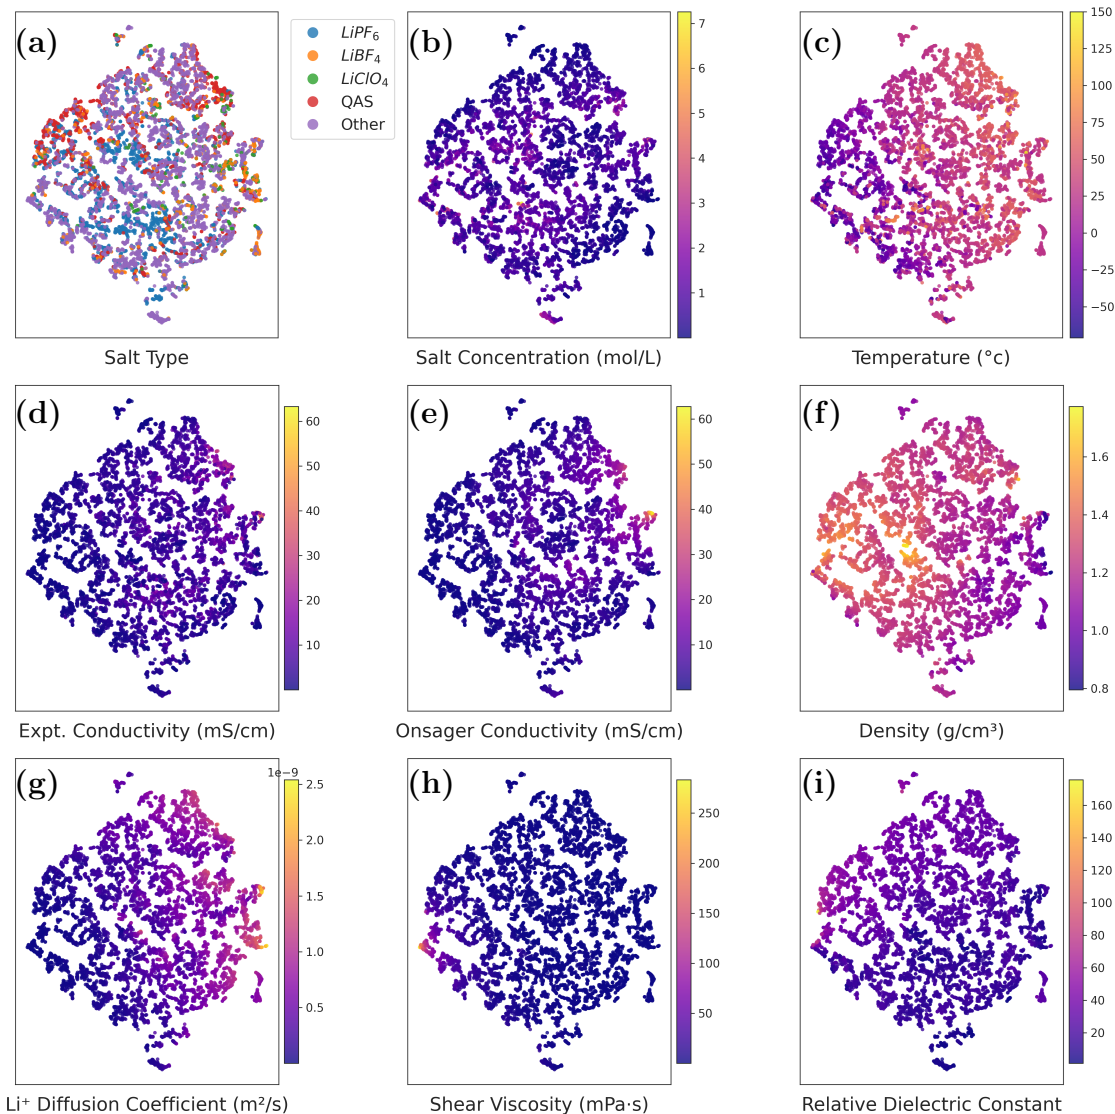 (a)
LiPF₆
LiBF₄
LiClO₄
QAS
Other
Salt Type
(b)
7
6
5
4
3
2
1
Salt Concentration (mol/L)
(c)
150
125
100
75
50
25
0
−25
−50
Temperature (°c)
(d)
60
50
40
30
20
10
Expt. Conductivity (mS/cm)
(e)
60
50
40
30
20
10
Onsager Conductivity (mS/cm)
(f)
1.6
1.4
1.2
1.0
0.8
Density (g/cm³)
(g)
1e−9
2.5
2.0
1.5
1.0
0.5
Li⁺ Diffusion Coefficient (m²/s)
(h)
250
200
150
100
50
Shear Viscosity (mPa·s)
(i)
160
140
120
100
80
60
40
20
Relative Dielectric Constant